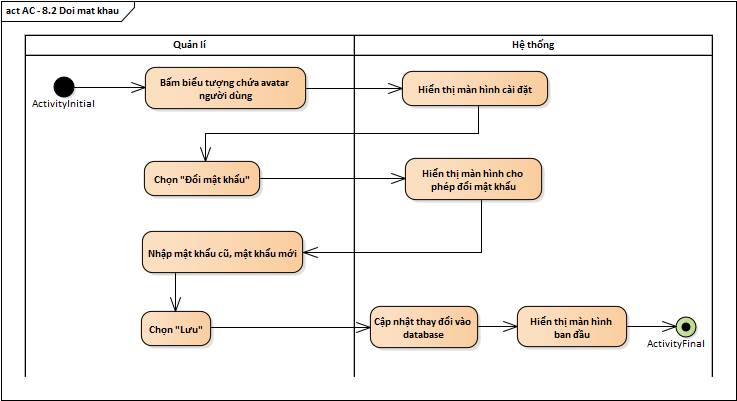 act AC - 8.2 Doi mat khau
Quản lí
Hệ thống
ActivityInitial
Bấm biểu tượng chứa avatar
người dùng
Hiển thị màn hình cài đặt
Chọn "Đổi mật khẩu"
Hiển thị màn hình cho
phép đổi mật khẩu
Nhập mật khẩu cũ, mật khẩu mới
Chọn "Lưu"
Cập nhật thay đổi vào
database
Hiển thị màn hình
ban đầu
ActivityFinal